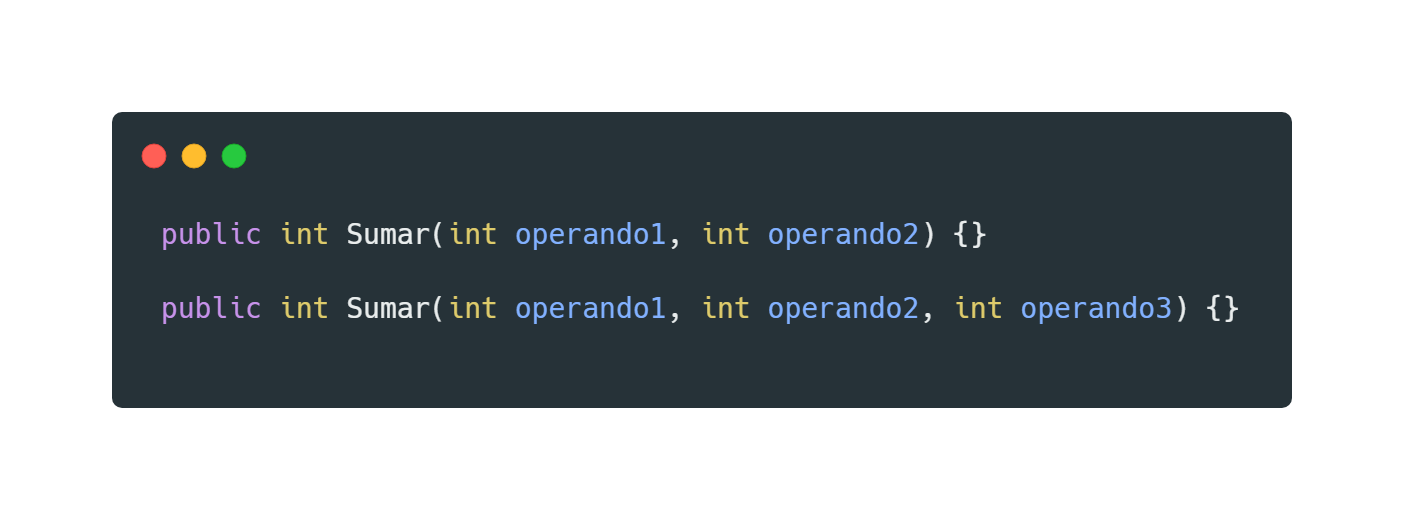 public int Sumar(int operando1, int operando2) {}
public int Sumar(int operando1, int operando2, int operando3) {}